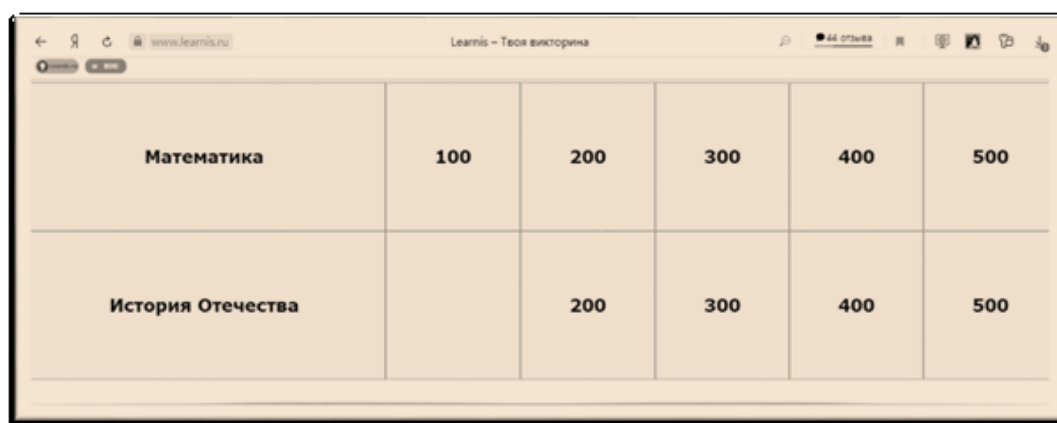 Я www.learnis.ru Learnis – Твоя викторина 44 отзыва
Математика 100 200 300 400 500
История Отечества 200 300 400 500